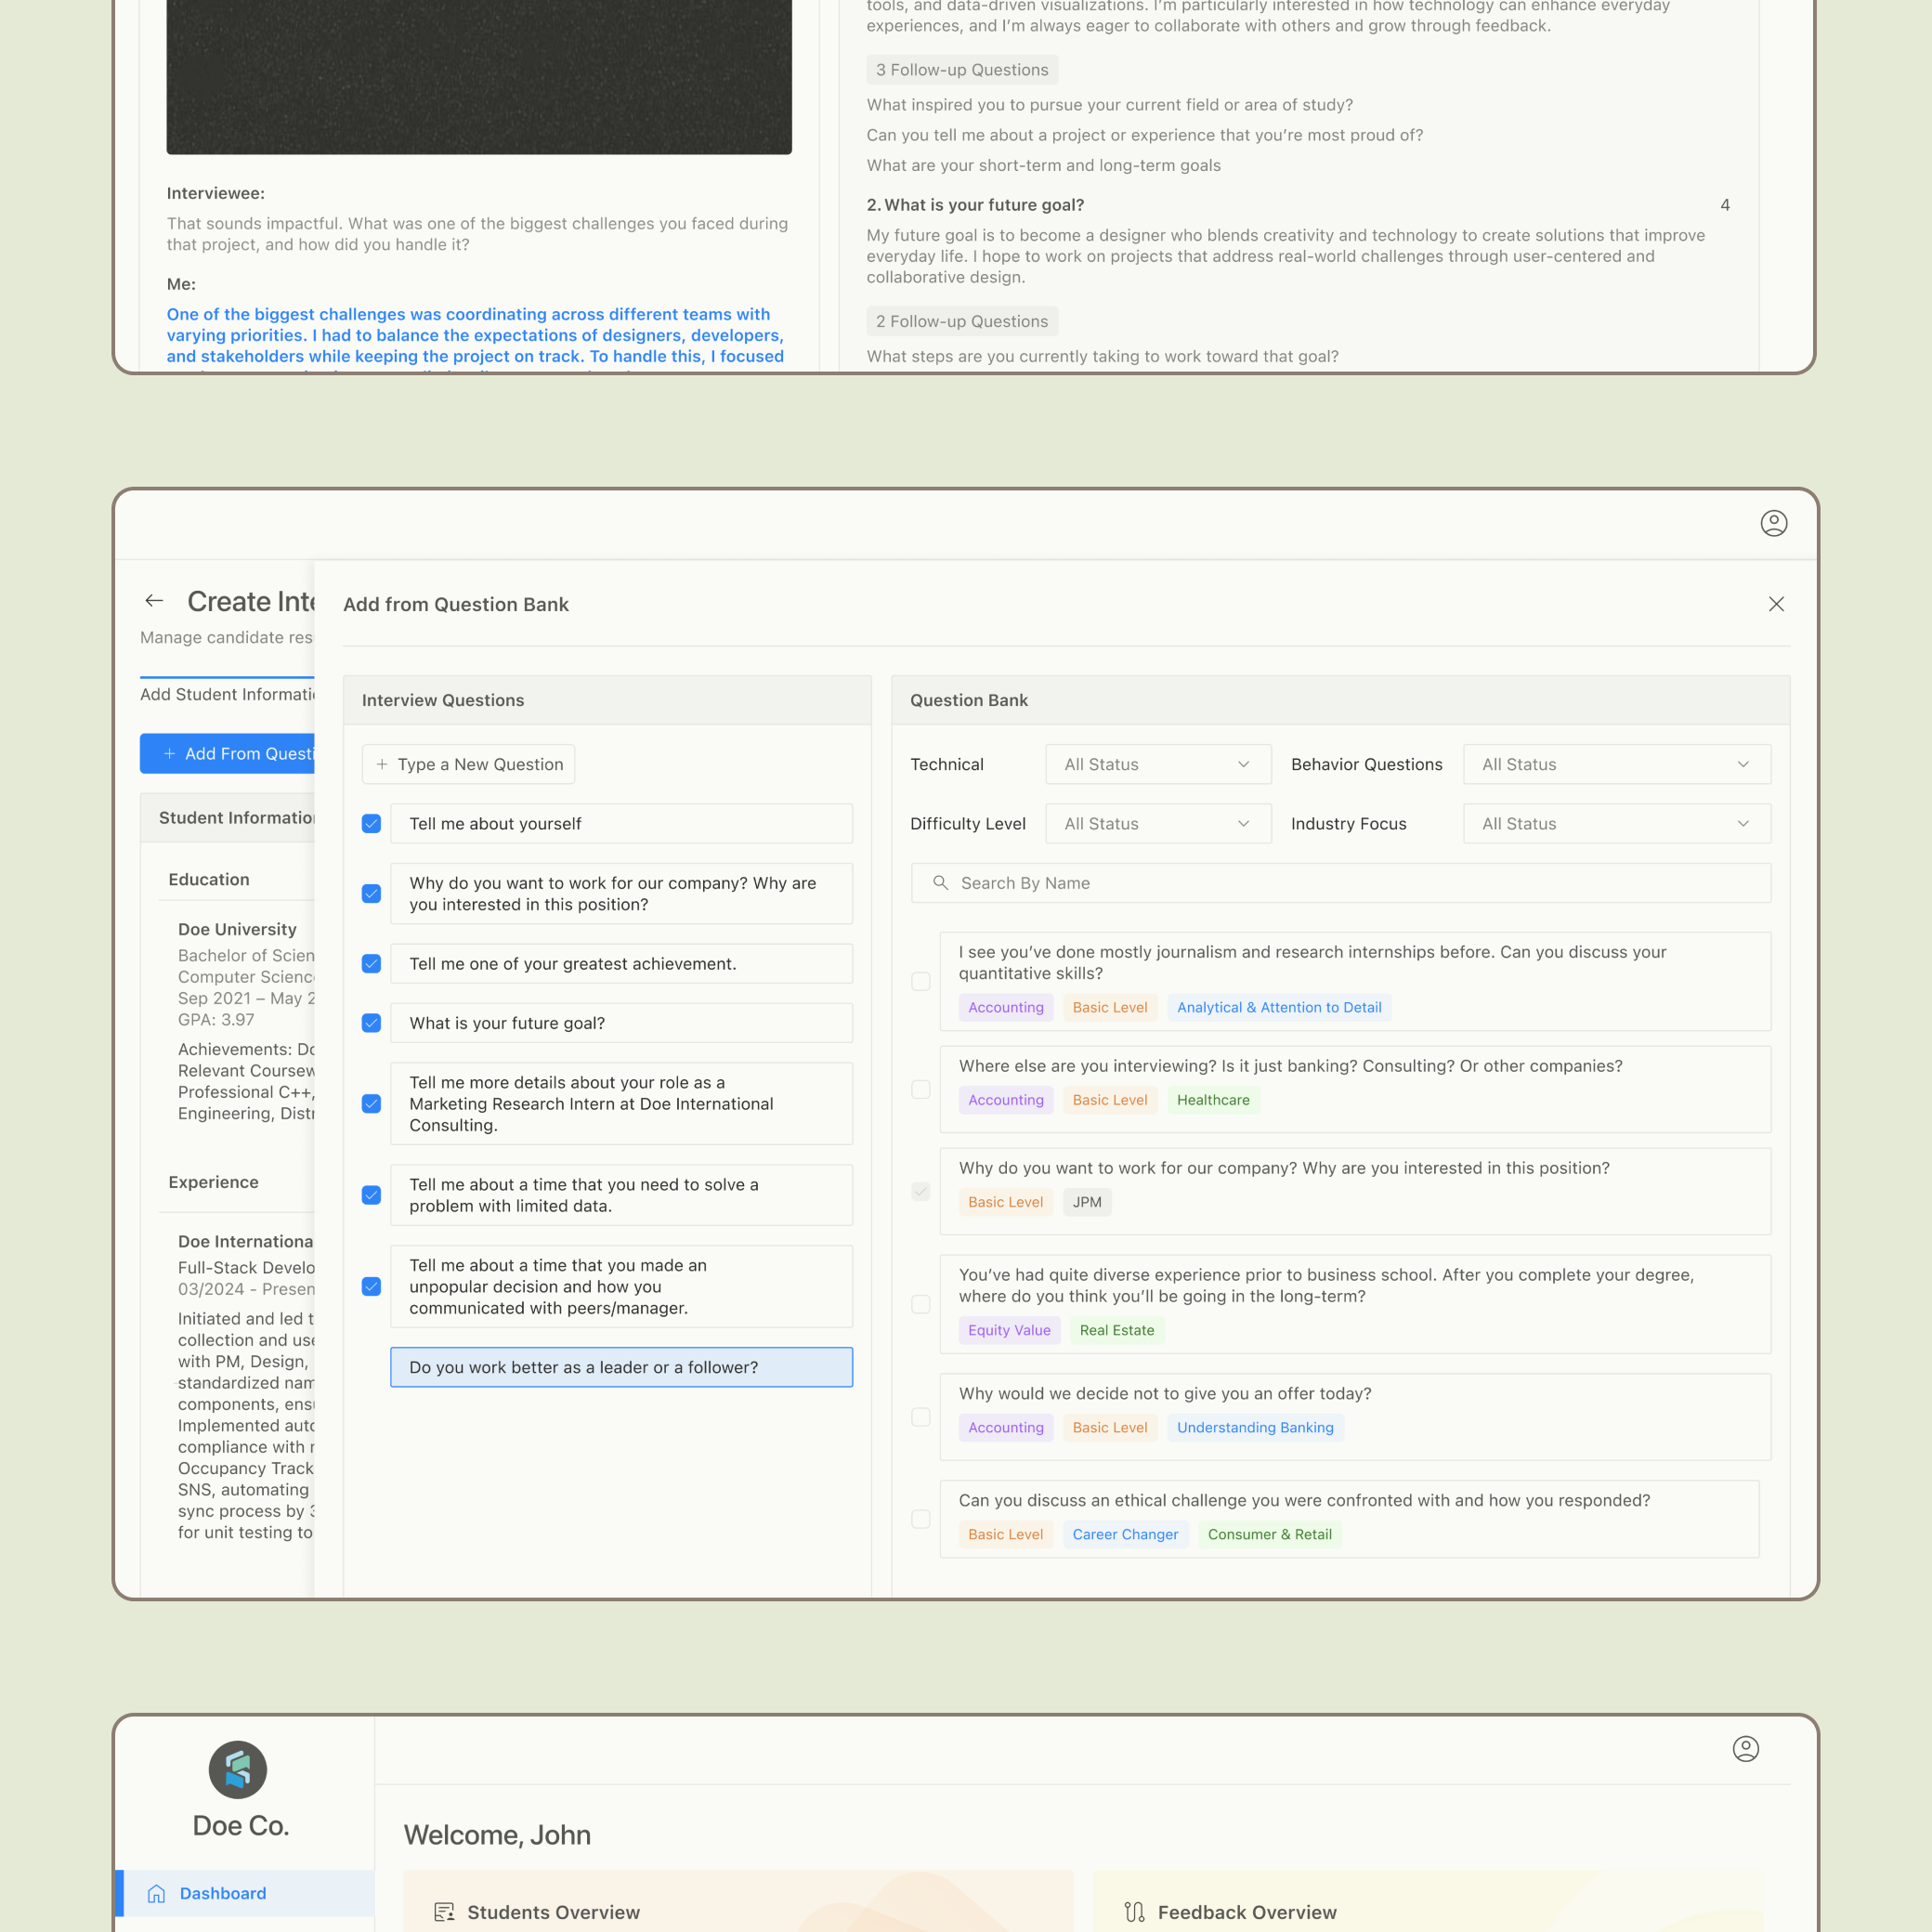 Interviewee:
That sounds impactful. What was one of the biggest challenges you faced during
that project, and how did you handle it?
Me:
One of the biggest challenges was coordinating across different teams with
varying priorities. I had to balance the expectations of designers, developers,
and stakeholders while keeping the project on track. To handle this, I focused
tools, and data-driven visualizations. I'm particularly interested in how technology can enhance everyday
experiences, and I'm always eager to collaborate with others and grow through feedback.
3 Follow-up Questions
What inspired you to pursue your current field or area of study?
Can you tell me about a project or experience that you're most proud of?
What are your short-term and long-term goals
2. What is your future goal? 4
My future goal is to become a designer who blends creativity and technology to create solutions that improve
everyday life. I hope to work on projects that address real-world challenges through user-centered and
collaborative design.
2 Follow-up Questions
What steps are you currently taking to work toward that goal?
Create Inte
Manage candidate res
Add Student Informati
+ Add From Questi
Student Information
Education
Doe University
Bachelor of Scien
Computer Science
Sep 2021 – May 2
GPA: 3.97
Achievements: Do
Relevant Coursew
Professional C++,
Engineering, Distr
Experience
Doe Internationa
Full-Stack Develo
03/2024 - Presen
Initiated and led t
collection and use
with PM, Design,
standardized nam
components, ensu
Implemented auto
compliance with r
Occupancy Track
SNS, automating
sync process by 3
for unit testing to
Add from Question Bank
Interview Questions
+ Type a New Question
Tell me about yourself
Why do you want to work for our company? Why are
you interested in this position?
Tell me one of your greatest achievement.
What is your future goal?
Tell me more details about your role as a
Marketing Research Intern at Doe International
Consulting.
Tell me about a time that you need to solve a
problem with limited data.
Tell me about a time that you made an
unpopular decision and how you
communicated with peers/manager.
Do you work better as a leader or a follower?
Question Bank
Technical All Status Behavior Questions All Status
Difficulty Level All Status Industry Focus All Status
Search By Name
I see you've done mostly journalism and research internships before. Can you discuss your
quantitative skills?
Accounting Basic Level Analytical & Attention to Detail
Where else are you interviewing? Is it just banking? Consulting? Or other companies?
Accounting Basic Level Healthcare
Why do you want to work for our company? Why are you interested in this position?
Basic Level JPM
You've had quite diverse experience prior to business school. After you complete your degree,
where do you think you'll be going in the long-term?
Equity Value Real Estate
Why would we decide not to give you an offer today?
Accounting Basic Level Understanding Banking
Can you discuss an ethical challenge you were confronted with and how you responded?
Basic Level Career Changer Consumer & Retail
Doe Co.
Dashboard
Welcome, John
Students Overview
Feedback Overview